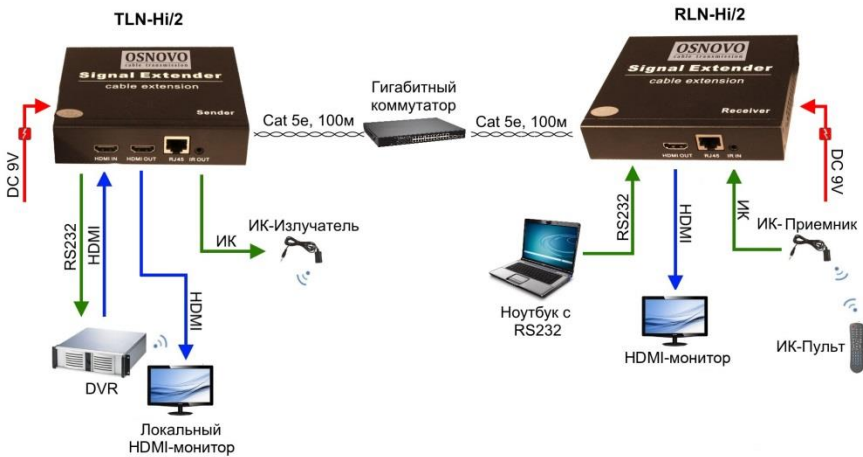 TLN-Hi/2
RLN-Hi/2
OSNOVO
cable transmission
Signal Extender
cable extension
Sender
HDMI IN
HDMI OUT
RJ45
IR OUT
DC 9V
Cat 5e, 100м
Гигабитный
коммутатор
Cat 5e, 100м
OSNOVO
cable transmission
Signal Extender
cable extension
Receiver
HDMI OUT
RJ45
IR IN
DC 9V
RS232
HDMI
HDMI
ИК
ИК-Излучатель
DVR
Локальный
HDMI-монитор
RS232
HDMI
ИК
ИК- Приемник
Ноутбук с
RS232
HDMI-монитор
ИК-Пульт